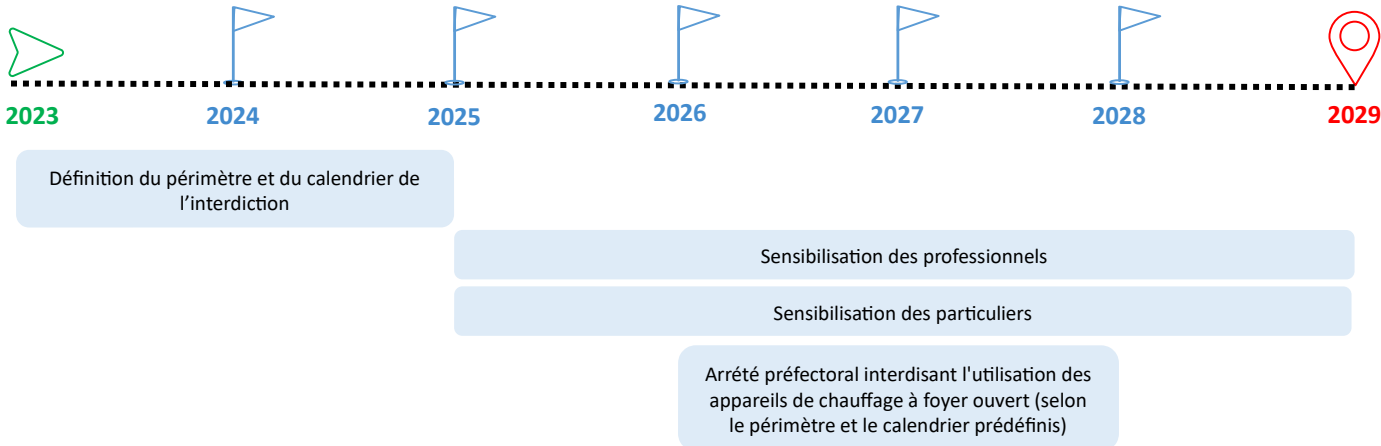 2023 2024 2025 2026 2027 2028 2029
Définition du périmètre et du calendrier de
l’interdiction
Sensibilisation des professionnels
Sensibilisation des particuliers
Arrété préfectoral interdisant l'utilisation des
appareils de chauffage à foyer ouvert (selon
le périmètre et le calendrier prédéfinis)